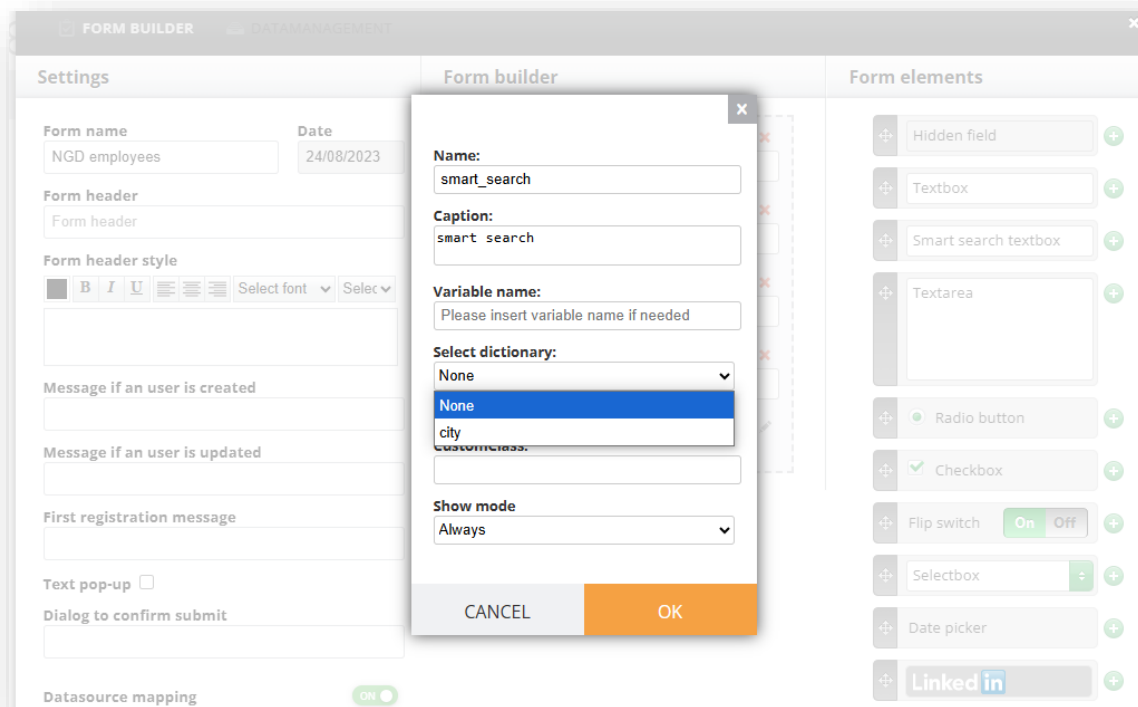 FORM BUILDER
DATAMANAGEMENT
x
Settings
Form builder
Form elements
Form name
Date
NGD employees
24/08/2023
Form header
Form header
Form header style
B I U
Select font
Selec
Message if an user is created
Message if an user is updated
First registration message
Text pop-up
Dialog to confirm submit
Datasource mapping
ON
x
Name:
smart_search
Caption:
smart search
Variable name:
Please insert variable name if needed
Select dictionary:
None
None
city
CustomClass:
Show mode
Always
CANCEL
OK
Hidden field
Textbox
Smart search textbox
Textarea
Radio button
Checkbox
Flip switch
On Off
Selectbox
Date picker
Linked in